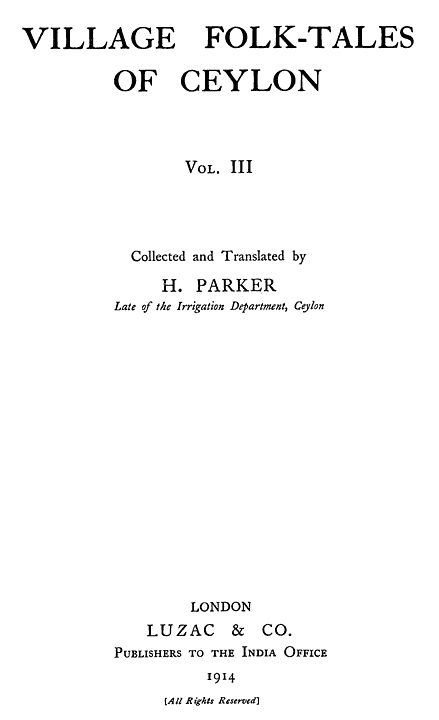 VILLAGE FOLK-TALES
OF CEYLON
VOL. III
Collected and Translated by
H. PARKER
Late of the Irrigation Department, Ceylon
LONDON
LUZAC & CO.
PUBLISHERS TO THE INDIA OFFICE
1914
[All Rights Reserved]